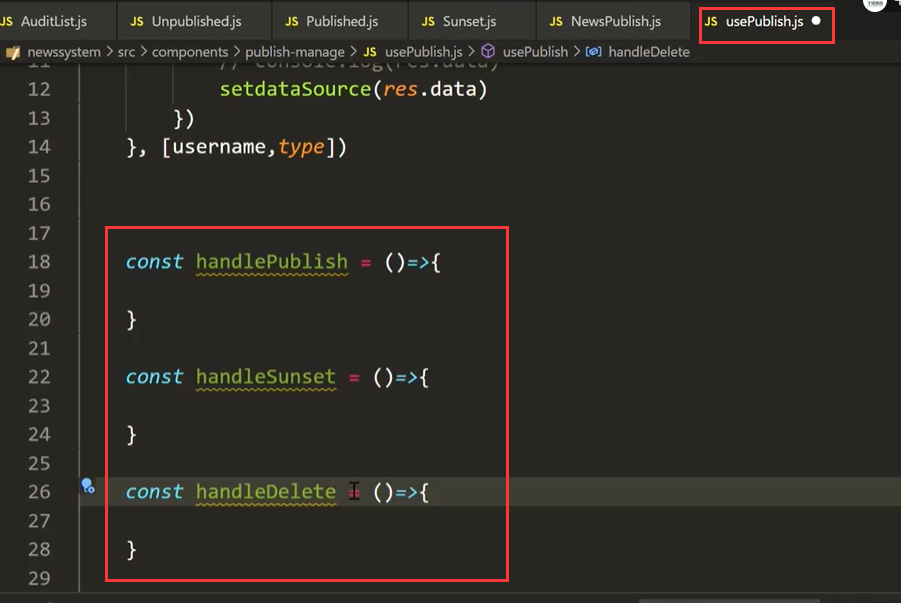 JS AuditList.js JS Unpublished.js JS Published.js JS Sunset.js JS NewsPublish.js JS usePublish.js
newssystem > src > components > publish-manage > JS usePublish.js > usePublish > handleDelete
11 // console.log(res.data)
12 setdataSource(res.data)
13 })
14 }, [username,type])
15
16
17
18 const handlePublish = ()=>{
19
20 }
21
22 const handleSunset = ()=>{
23
24 }
25
26 const handleDelete = ()=>{
27
28 }
29